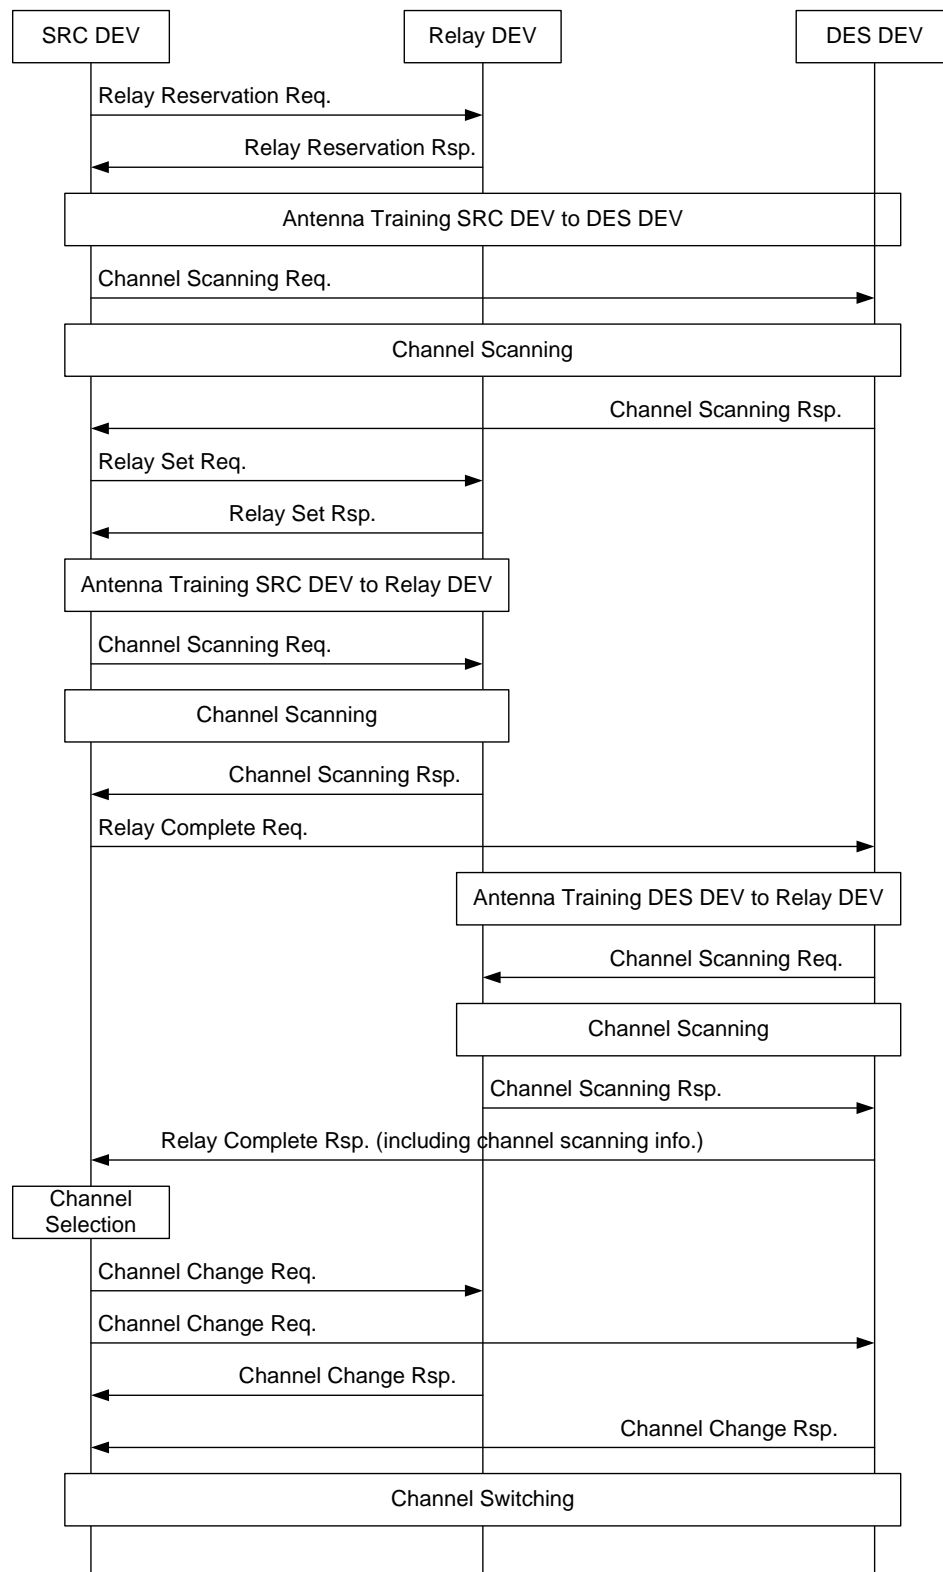 SRC DEV
Relay DEV
DES DEV
Relay Reservation Req.
Relay Reservation Rsp.
Antenna Training SRC DEV to DES DEV
Channel Scanning Req.
Channel Scanning
Channel Scanning Rsp.
Relay Set Req.
Relay Set Rsp.
Antenna Training SRC DEV to Relay DEV
Channel Scanning Req.
Channel Scanning
Channel Scanning Rsp.
Relay Complete Req.
Antenna Training DES DEV to Relay DEV
Channel Scanning Req.
Channel Scanning
Channel Scanning Rsp.
Relay Complete Rsp. (including channel scanning info.)
Channel
Selection
Channel Change Req.
Channel Change Req.
Channel Change Rsp.
Channel Change Rsp.
Channel Switching